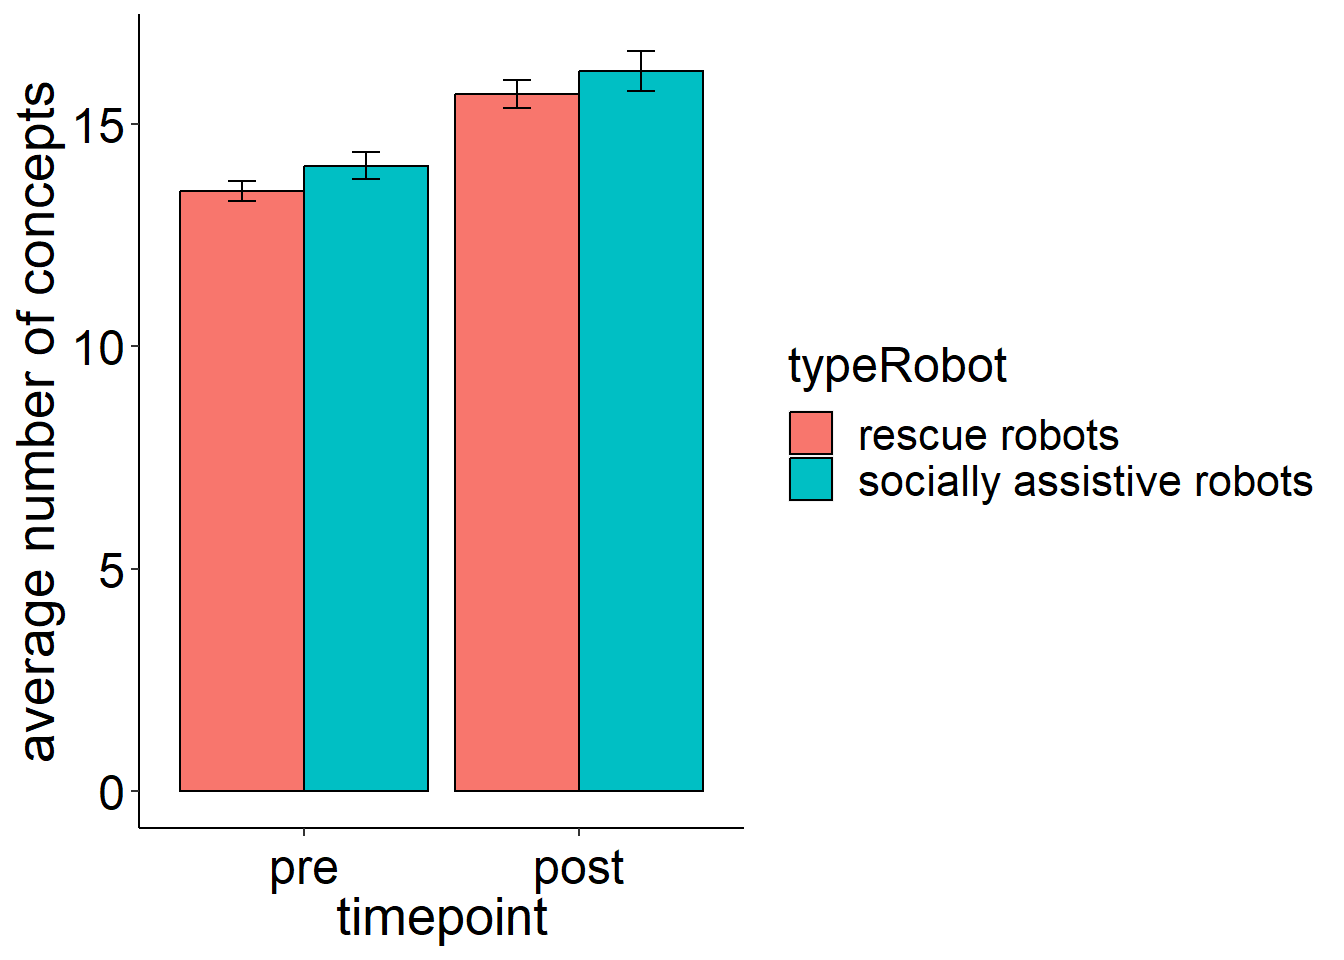 average number of concepts
15
10
5
0
pre
post
timepoint
typeRobot
rescue robots
socially assistive robots